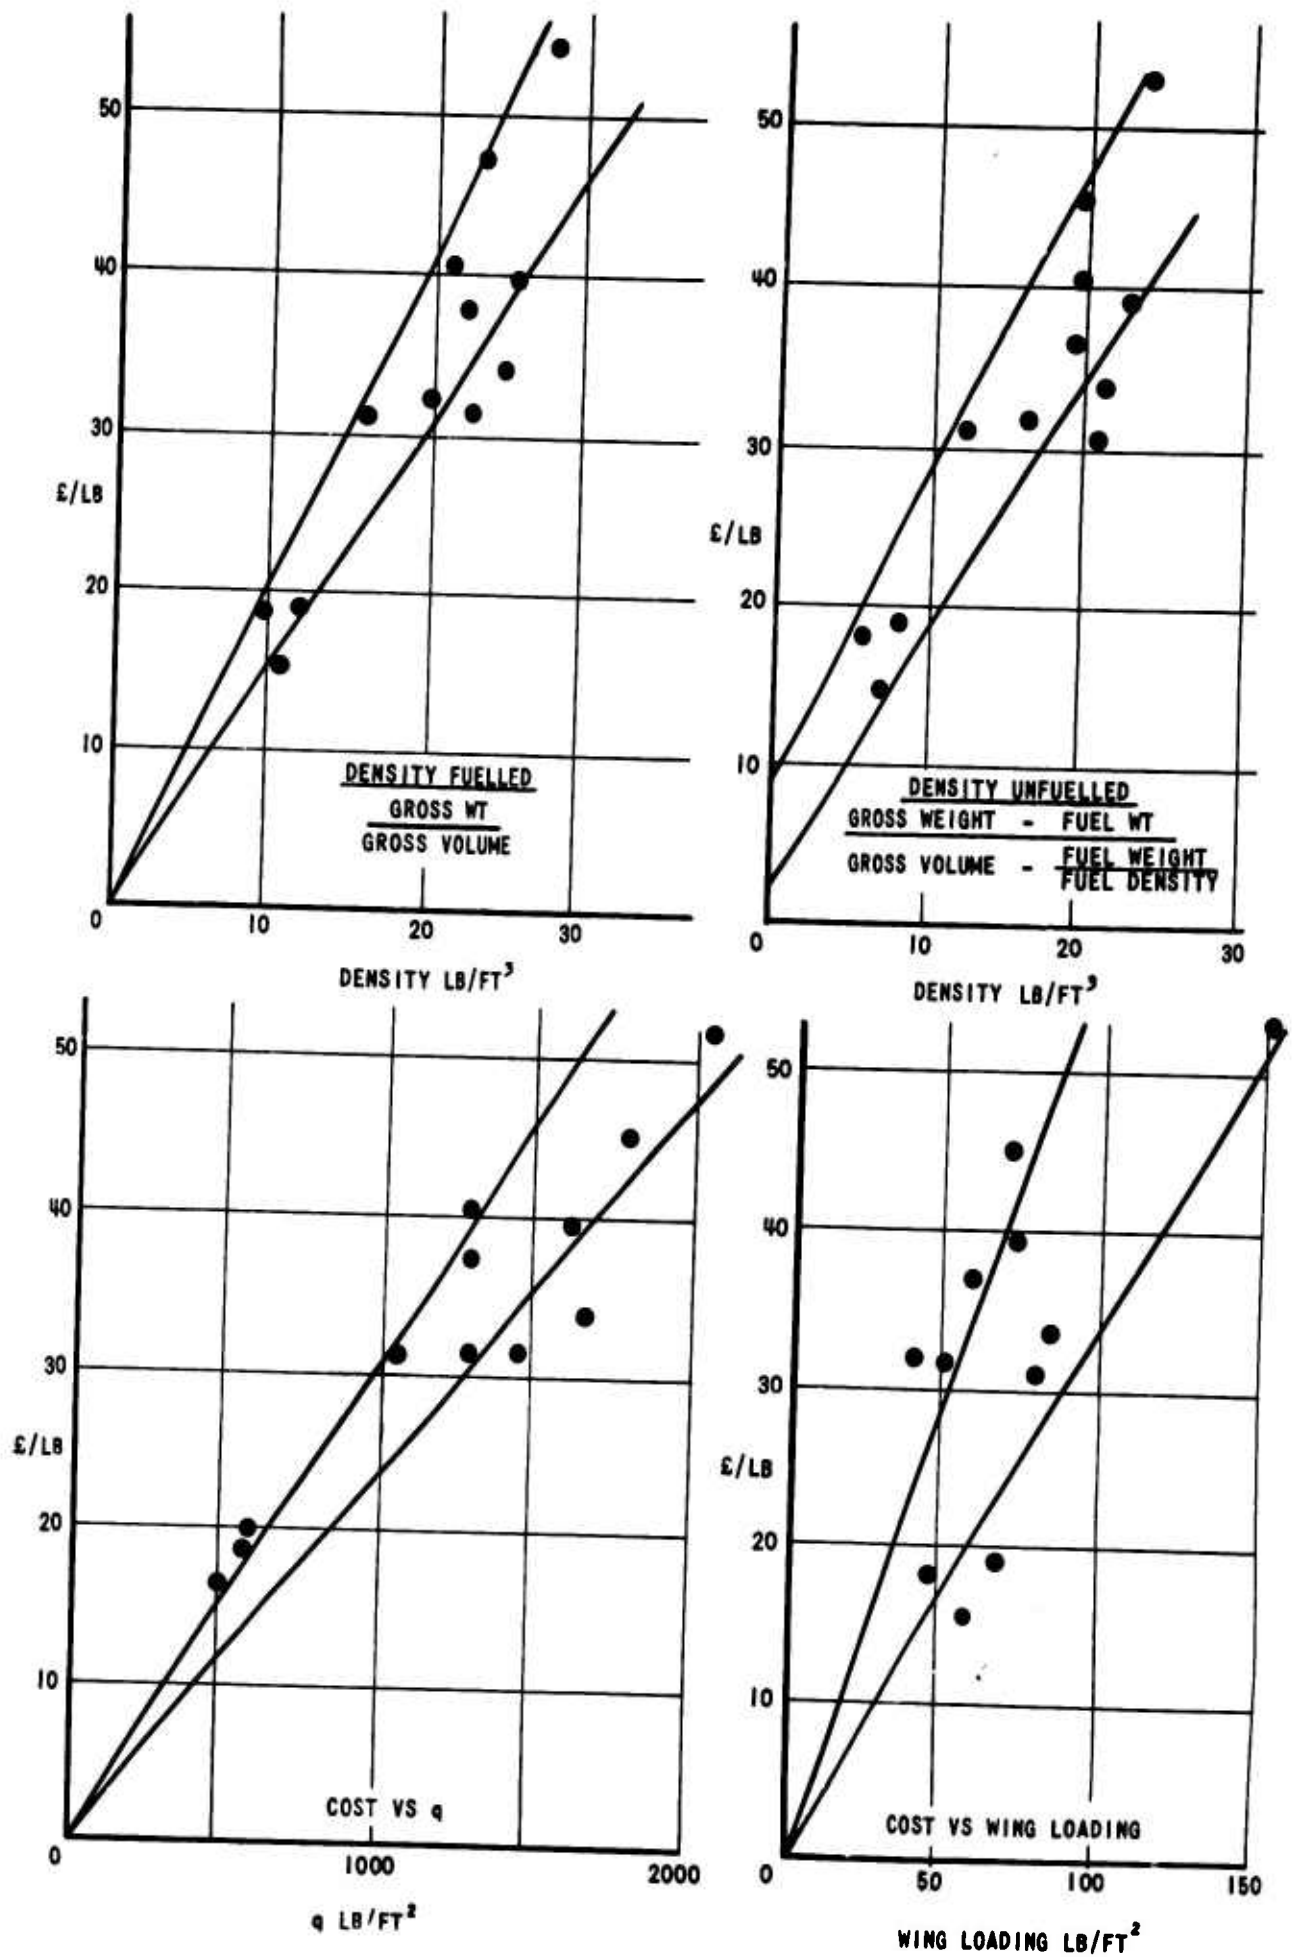 50
40
30
£/LB
20
10
DENSITY FUELLED
GROSS WT
GROSS VOLUME
0 10 20 30
DENSITY LB/FT³
50
40
30
£/LB
20
10
DENSITY UNFUELLED
GROSS WEIGHT - FUEL WT
GROSS VOLUME - FUEL WEIGHT
FUEL DENSITY
0 10 20 30
DENSITY LB/FT³
50
40
30
£/LB
20
10
COST VS q
0 1000 2000
q LB/FT²
50
40
30
£/LB
20
10
COST VS WING LOADING
0 50 100 150
WING LOADING LB/FT²